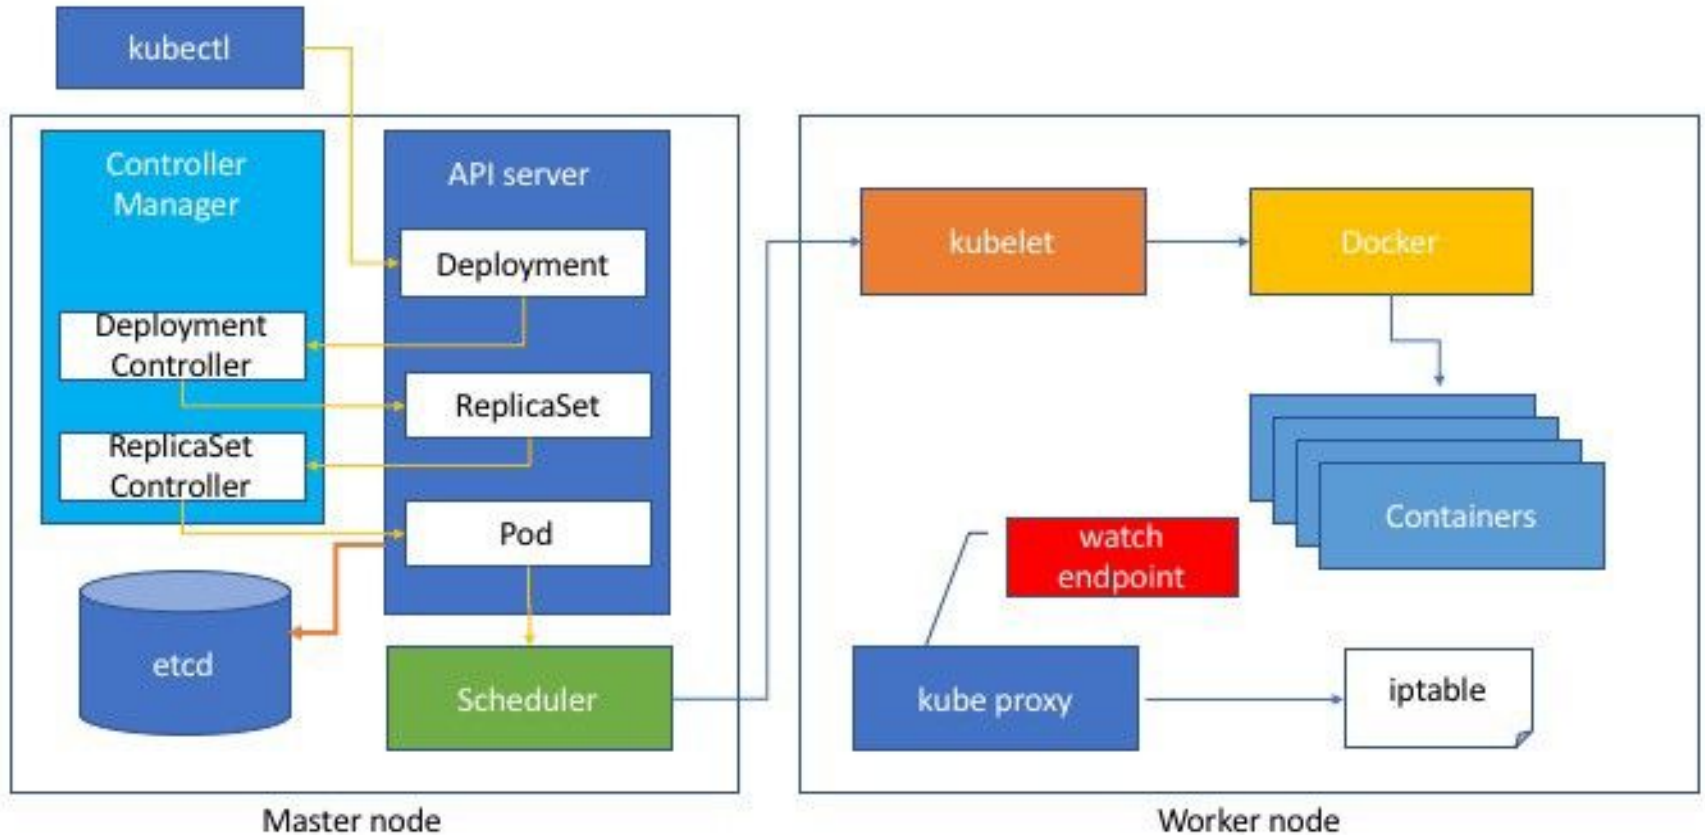 kubectl
Controller
Manager
API server
Deployment
Deployment
Controller
ReplicaSet
ReplicaSet
Controller
Pod
etcd
Scheduler
Master node
kubelet
Docker
Containers
watch
endpoint
kube proxy
iptable
Worker node